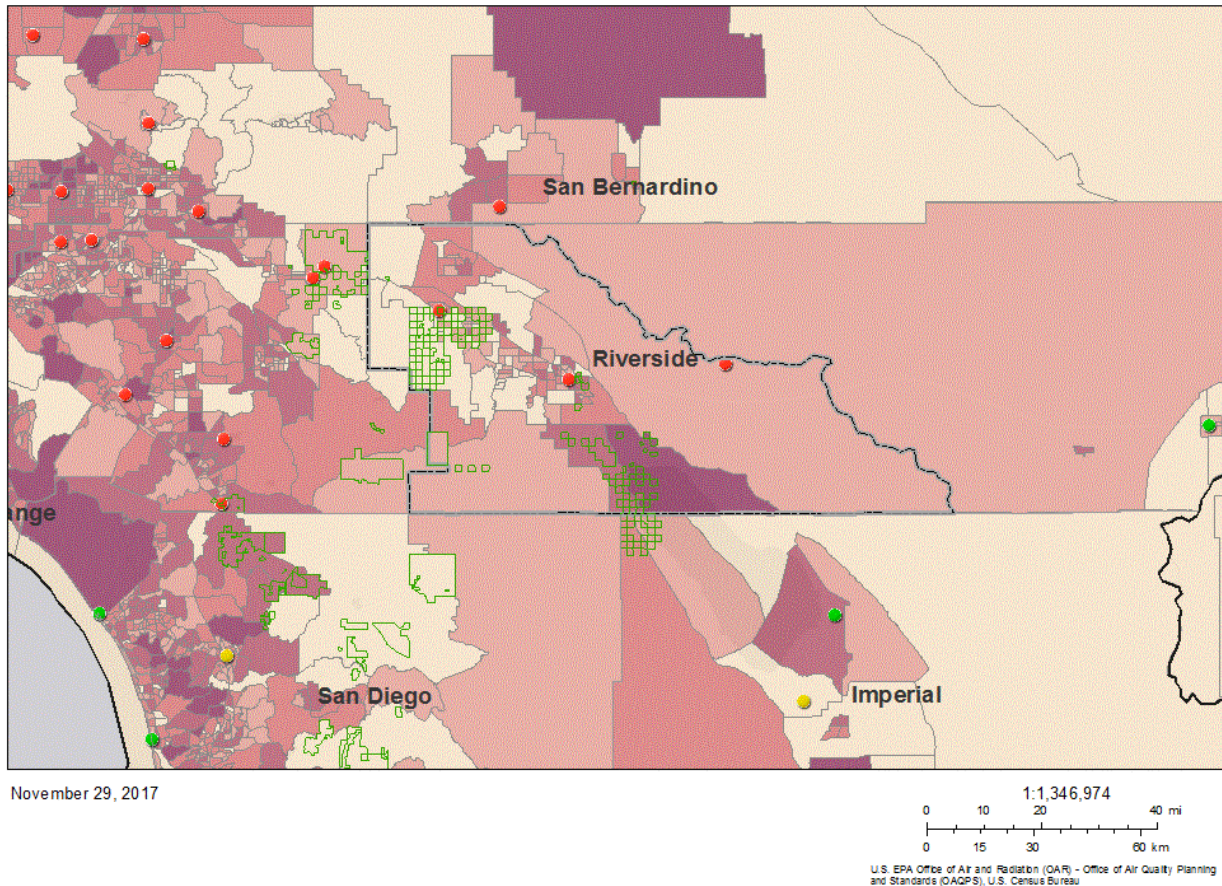 San Bernardino
Riverside
ange
San Diego
Imperial
November 29, 2017
1:1,346,974
0 10 20 40 mi
0 15 30 60 km
U.S. EPA Office of Air and Radiation (OAR) - Office of Air Quality Planning
and Standards (OAQPS), U.S. Census Bureau